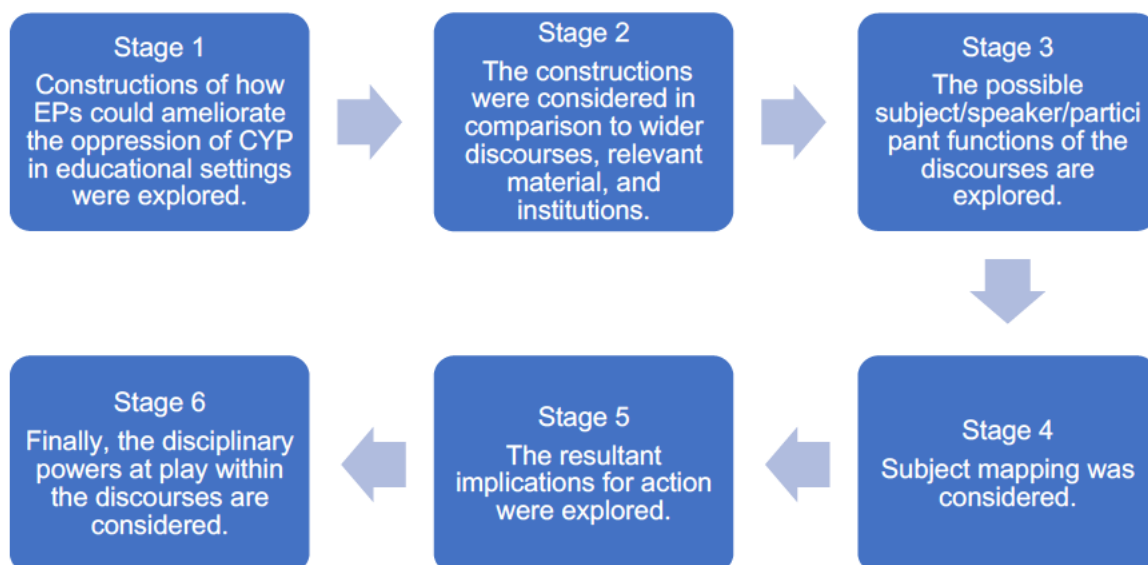 Stage 1
Constructions of how
EPs could ameliorate
the oppression of CYP
in educational settings
were explored.
Stage 2
The constructions
were considered in
comparison to wider
discourses, relevant
material, and
institutions.
Stage 3
The possible
subject/speaker/partici
pant functions of the
discourses are
explored.
Stage 4
Subject mapping was
considered.
Stage 5
The resultant
implications for action
were explored.
Stage 6
Finally, the disciplinary
powers at play within
the discourses are
considered.